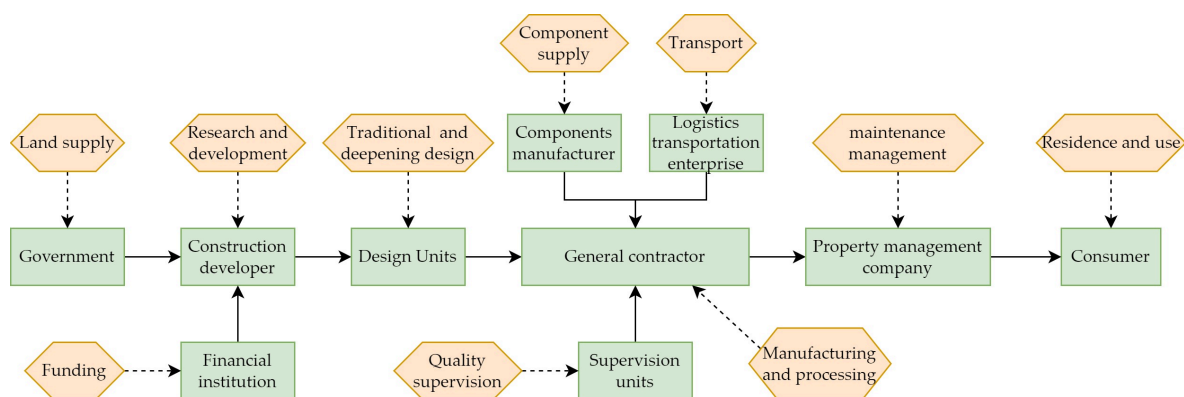 Component
supply
Transport
Land supply
Research and
development
Traditional and
deepening design
Components
manufacturer
Logistics
transportation
enterprise
maintenance
management
Residence and use
Government
Construction
developer
Design Units
General contractor
Property management
company
Consumer
Funding
Financial
institution
Quality
supervision
Supervision
units
Manufacturing
and processing